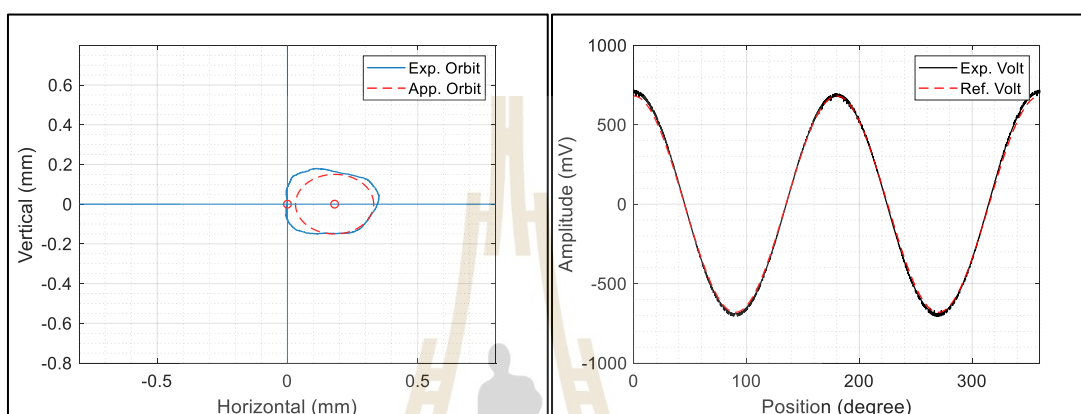 Exp. Orbit
App. Orbit
0.6
0.4
0.2
0
-0.2
-0.4
-0.6
-0.8
-0.5
0
0.5
Vertical (mm)
Horizontal (mm)
Exp. Volt
Ref. Volt
1000
500
0
-500
-1000
0
100
200
300
Amplitude (mV)
Position (degree)